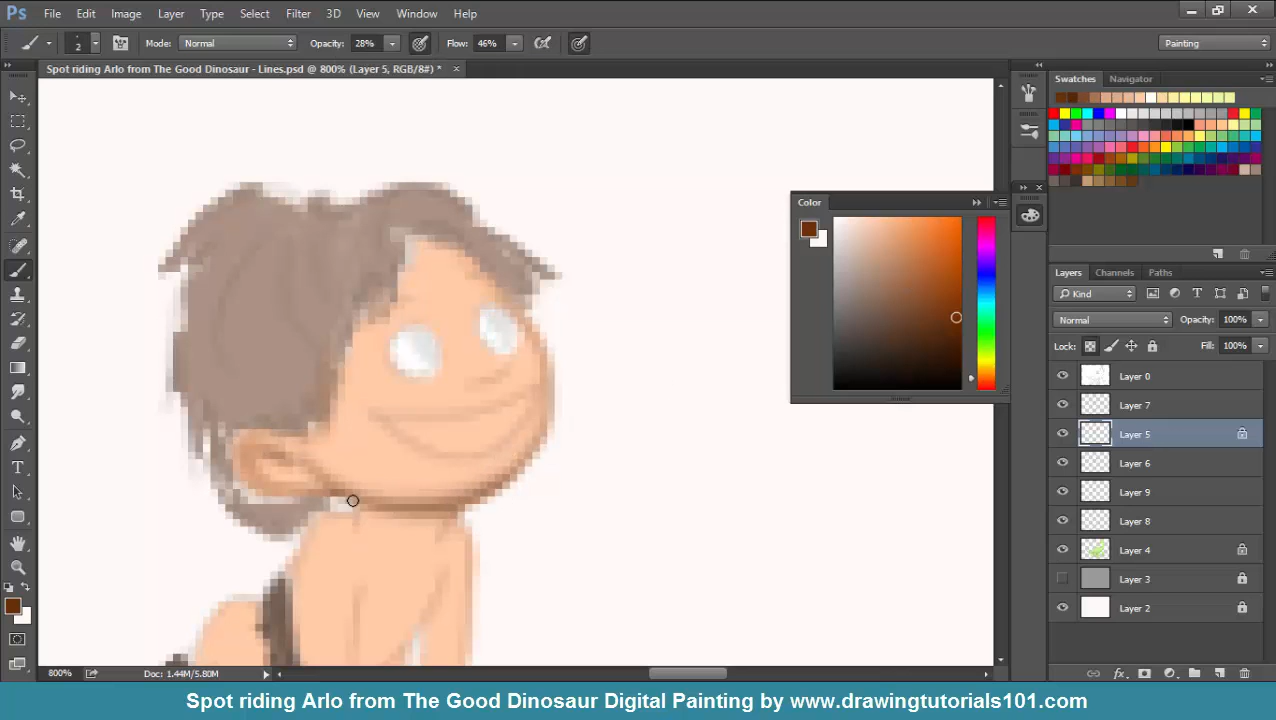 Ps File Edit Image Layer Type Select Filter 3D View Window Help
2 Mode: Normal Opacity: 28% Flow: 46% Painting
Spot riding Arlo from The Good Dinosaur - Lines.psd @ 800% (Layer 5, RGB/8#) * ×
Swatches Navigator
Color
Layers Channels Paths
Kind
Normal Opacity: 100%
Lock: Fill: 100%
Layer 0
Layer 7
Layer 5
Layer 6
Layer 9
Layer 8
Layer 4
Layer 3
Layer 2
800% Doc: 1.44M/5.80M
Spot riding Arlo from The Good Dinosaur Digital Painting by www.drawingtutorials101.com